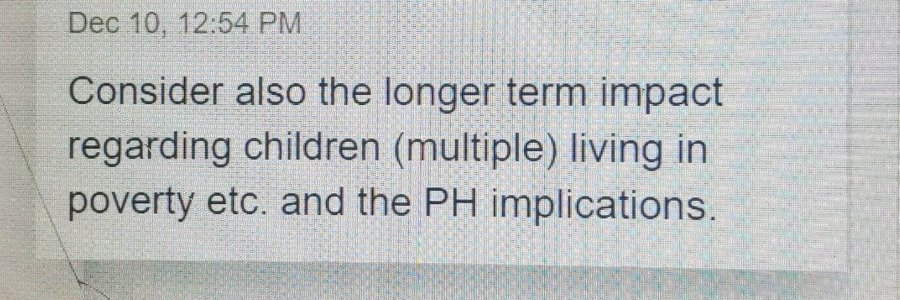 Dec 10, 12:54 PM
Consider also the longer term impact
regarding children (multiple) living in
poverty etc. and the PH implications.